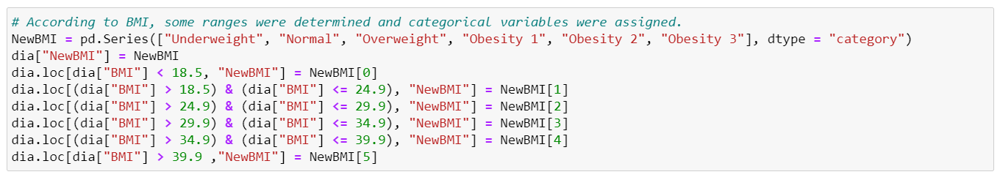 # According to BMI, some ranges were determined and categorical variables were assigned.
NewBMI = pd.Series(["Underweight", "Normal", "Overweight", "Obesity 1", "Obesity 2", "Obesity 3"], dtype = "category")
dia["NewBMI"] = NewBMI
dia.loc[dia["BMI"] < 18.5, "NewBMI"] = NewBMI[0]
dia.loc[(dia["BMI"] > 18.5) & (dia["BMI"] <= 24.9), "NewBMI"] = NewBMI[1]
dia.loc[(dia["BMI"] > 24.9) & (dia["BMI"] <= 29.9), "NewBMI"] = NewBMI[2]
dia.loc[(dia["BMI"] > 29.9) & (dia["BMI"] <= 34.9), "NewBMI"] = NewBMI[3]
dia.loc[(dia["BMI"] > 34.9) & (dia["BMI"] <= 39.9), "NewBMI"] = NewBMI[4]
dia.loc[dia["BMI"] > 39.9 ,"NewBMI"] = NewBMI[5]